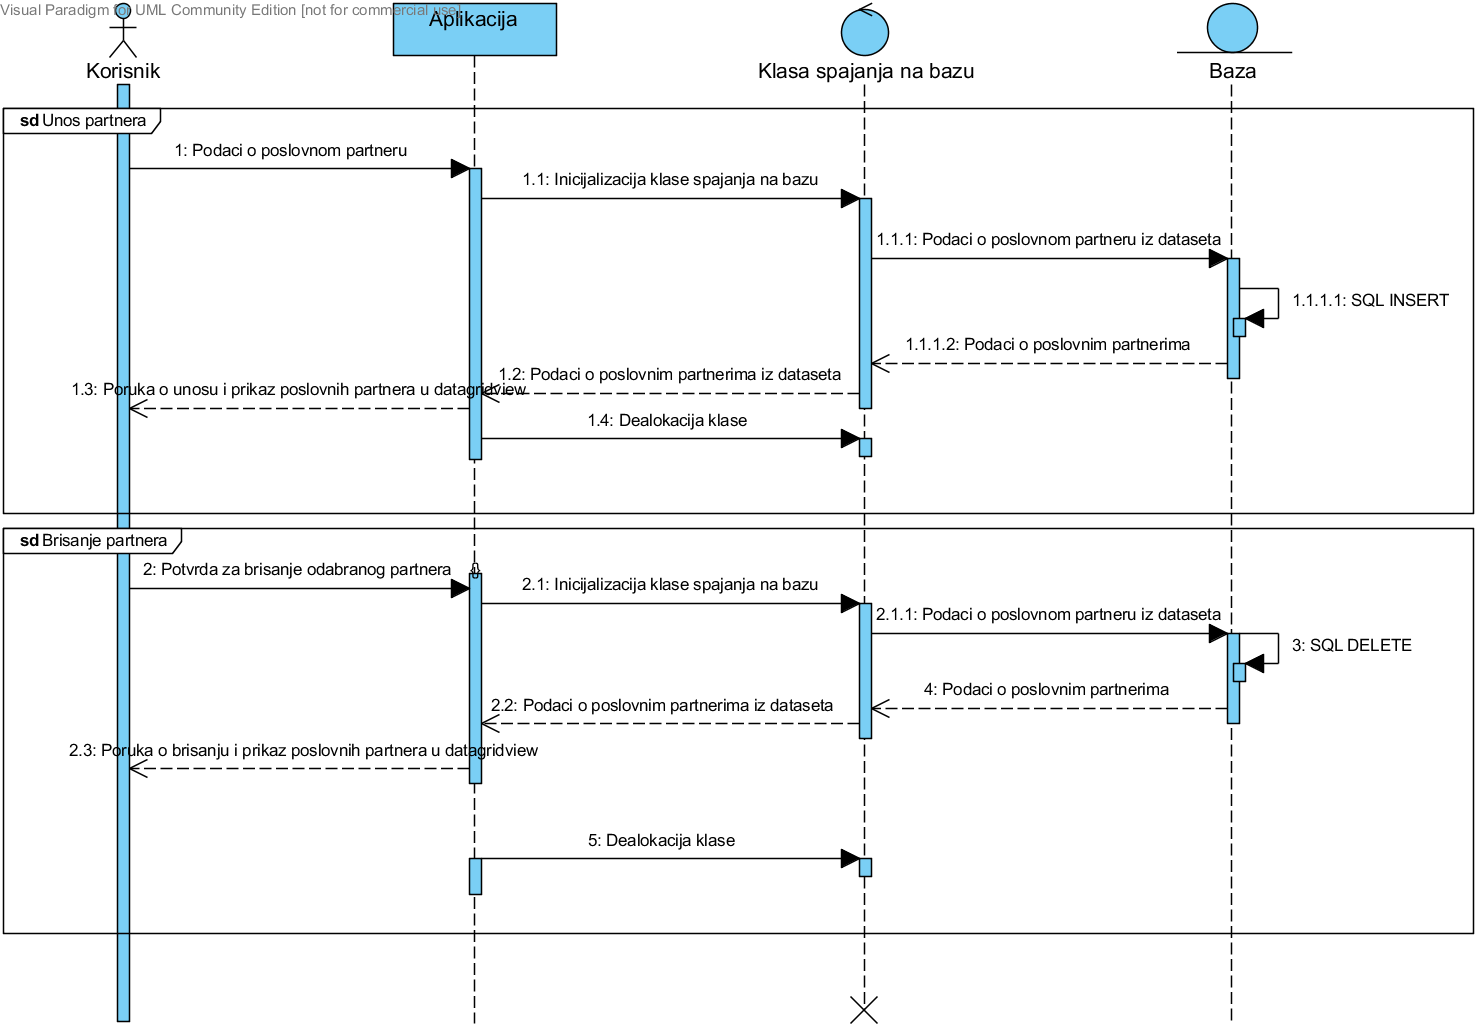 Visual Paradigm for UML Community Edition [not for commercial use]
Aplikacija
Korisnik
Klasa spajanja na bazu
Baza
sd Unos partnera
1: Podaci o poslovnom partneru
1.1: Inicijalizacija klase spajanja na bazu
1.1.1: Podaci o poslovnom partneru iz dataseta
1.1.1.1: SQL INSERT
1.1.1.2: Podaci o poslovnim partnerima
1.2: Podaci o poslovnim partnerima iz dataseta
1.3: Poruka o unosu i prikaz poslovnih partnera u datagridview
1.4: Dealokacija klase
sd Brisanje partnera
2: Potvrda za brisanje odabranog partnera
2.1: Inicijalizacija klase spajanja na bazu
2.1.1: Podaci o poslovnom partneru iz dataseta
3: SQL DELETE
4: Podaci o poslovnim partnerima
2.2: Podaci o poslovnim partnerima iz dataseta
2.3: Poruka o brisanju i prikaz poslovnih partnera u datagridview
5: Dealokacija klase